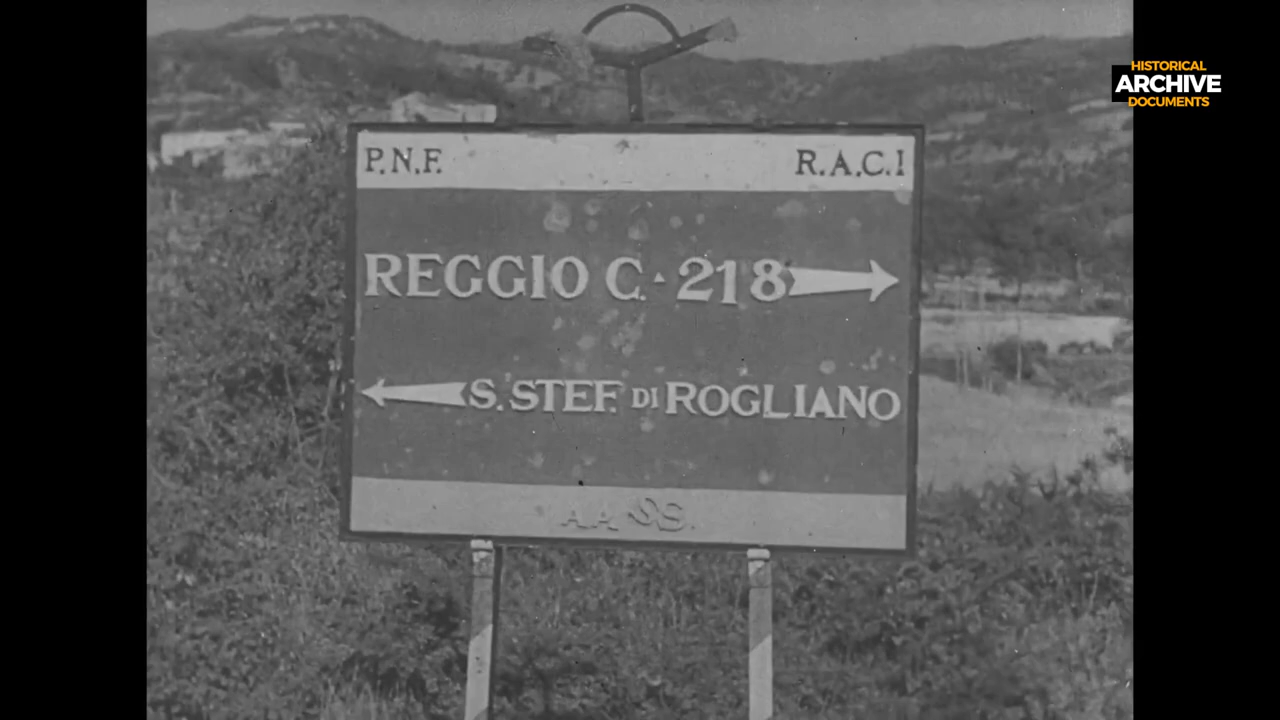 HISTORICAL
ARCHIVE
DOCUMENTS
P.N.F. R.A.C.I
REGGIO C. - 218
S. STEF. DI ROGLIANO
A.A.S.S.